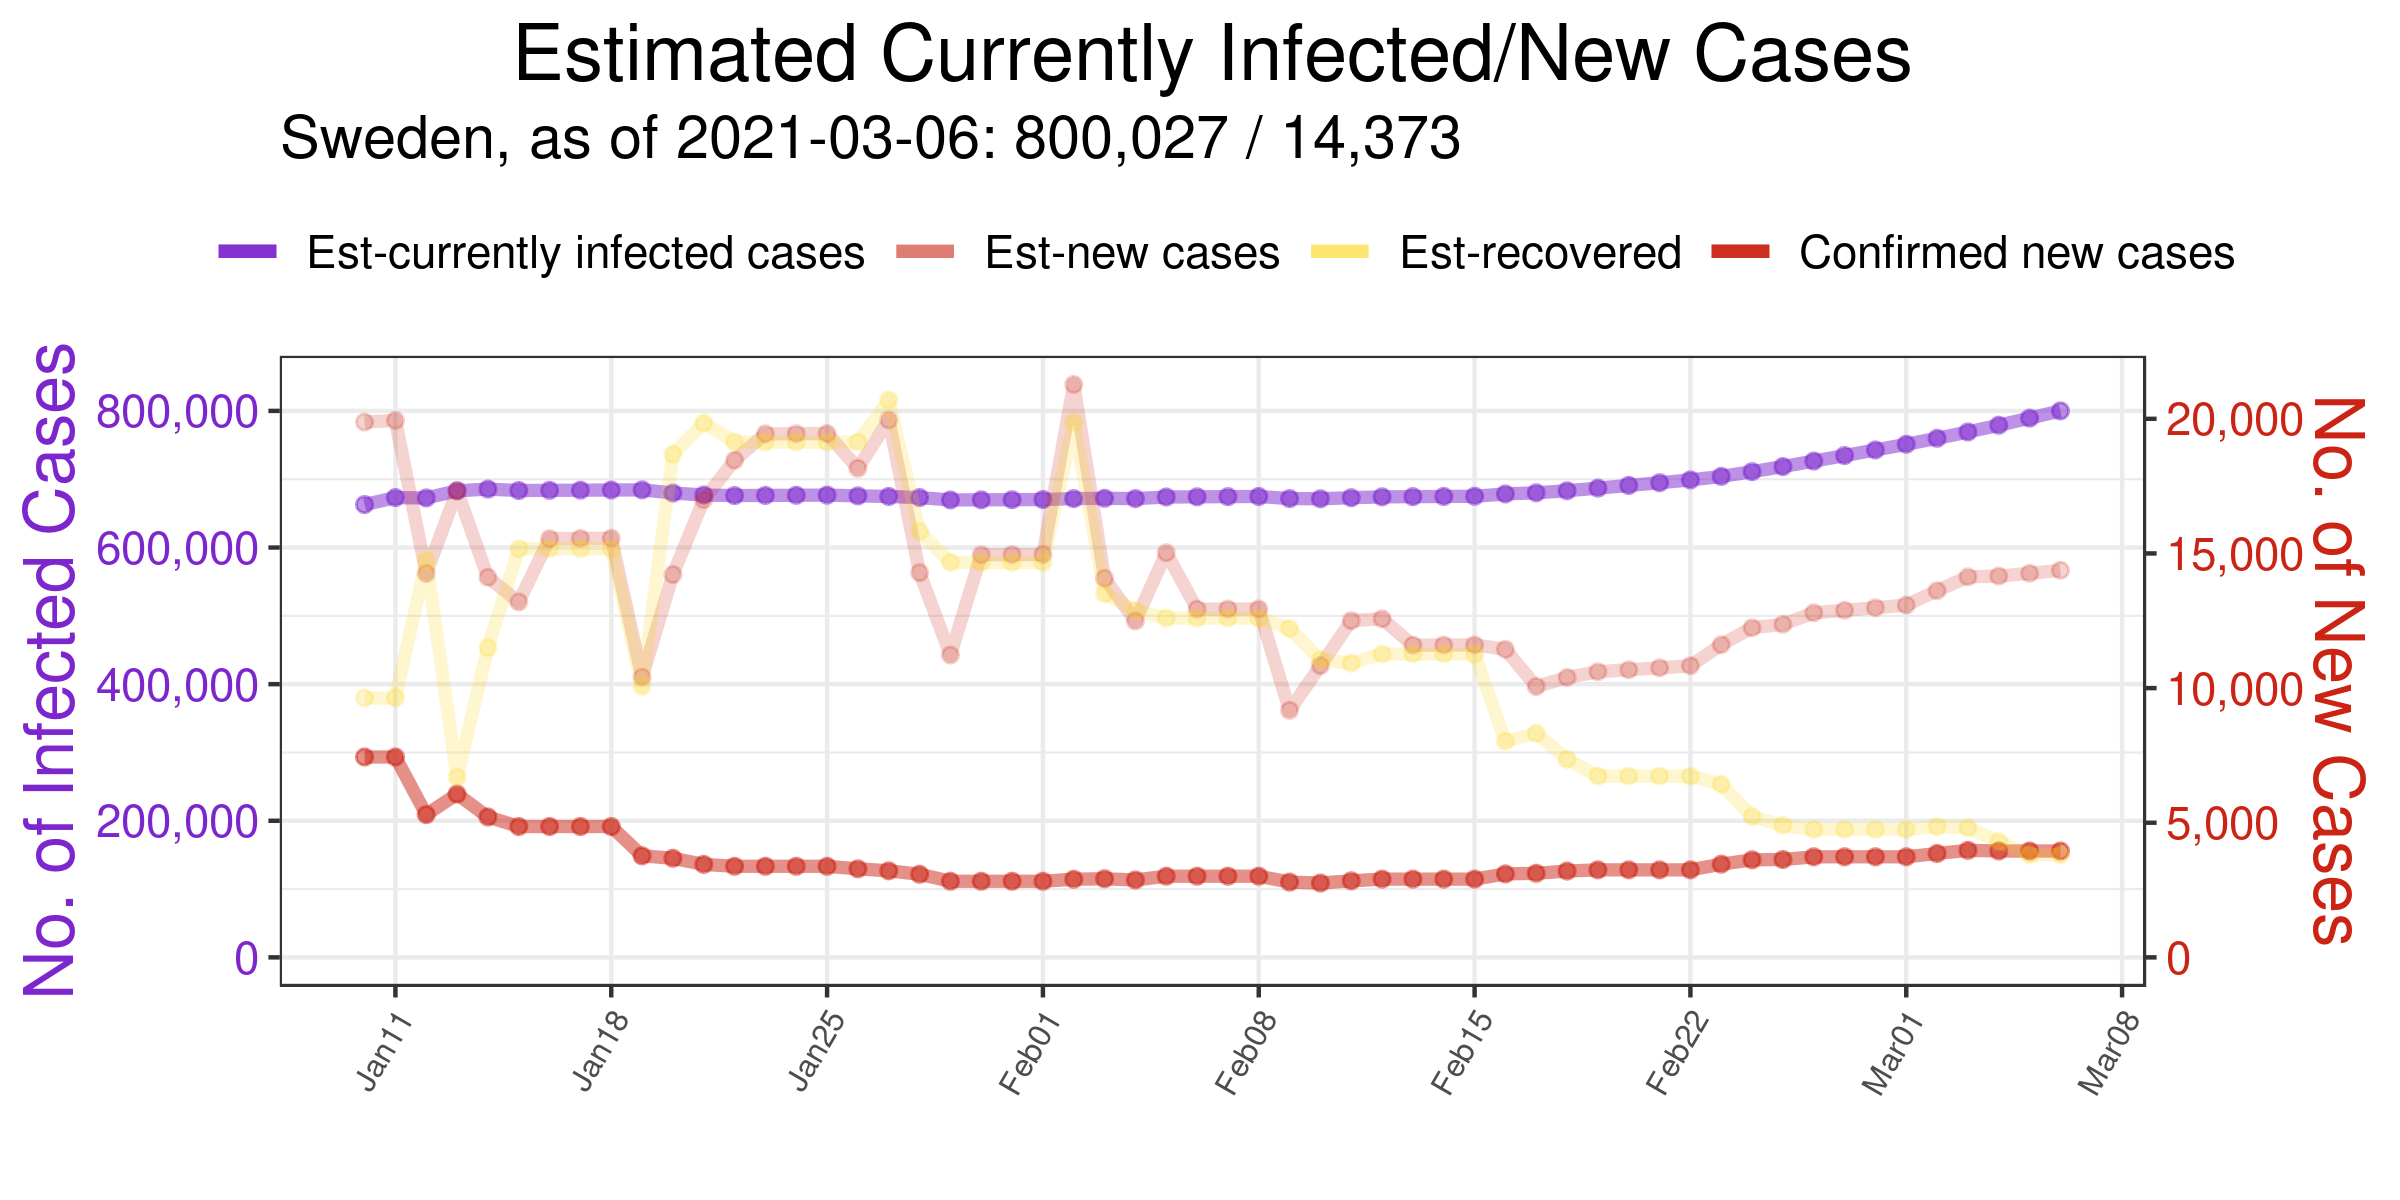 Estimated Currently Infected/New Cases
Sweden, as of 2021-03-06: 800,027 / 14,373
Est-currently infected cases Est-new cases Est-recovered Confirmed new cases
No. of Infected Cases
800,000
600,000
400,000
200,000
0
20,000
15,000
10,000
5,000
0
No. of New Cases
Jan11 Jan18 Jan25 Feb01 Feb08 Feb15 Feb22 Mar01 Mar08